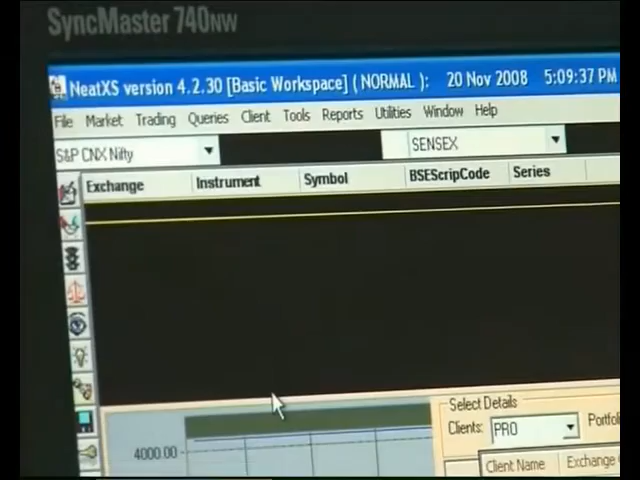 SyncMaster 740NW
NeatXS version 4.2.30 [Basic Workspace] ( NORMAL ): 20 Nov 2008 5:09:37 PM
File Market Trading Queries Client Tools Reports Utilities Window Help
S&P CNX Nifty SENSEX
Exchange Instrument Symbol BSEScripCode Series
Select Details
Clients: PRO Portfo
4000.00
Client Name Exchange